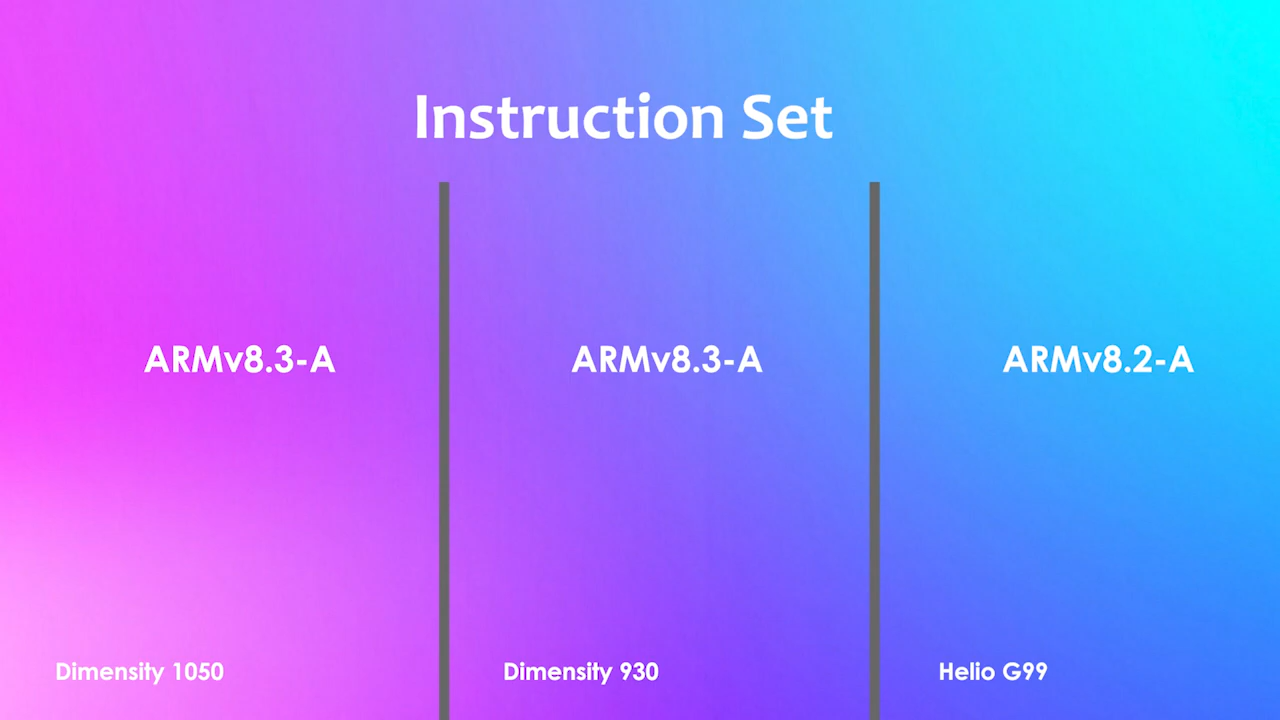 Instruction Set
ARMv8.3-A
ARMv8.3-A
ARMv8.2-A
Dimensity 1050
Dimensity 930
Helio G99